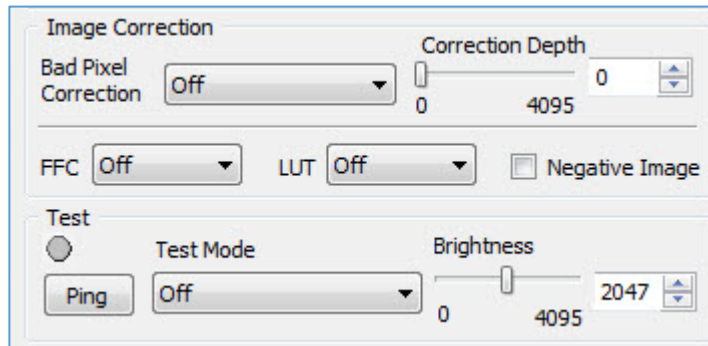 Image Correction
Correction Depth
Bad Pixel
Correction
Off
0
0 4095
FFC Off LUT Off Negative Image
Test
Test Mode Brightness
Ping Off 2047
0 4095